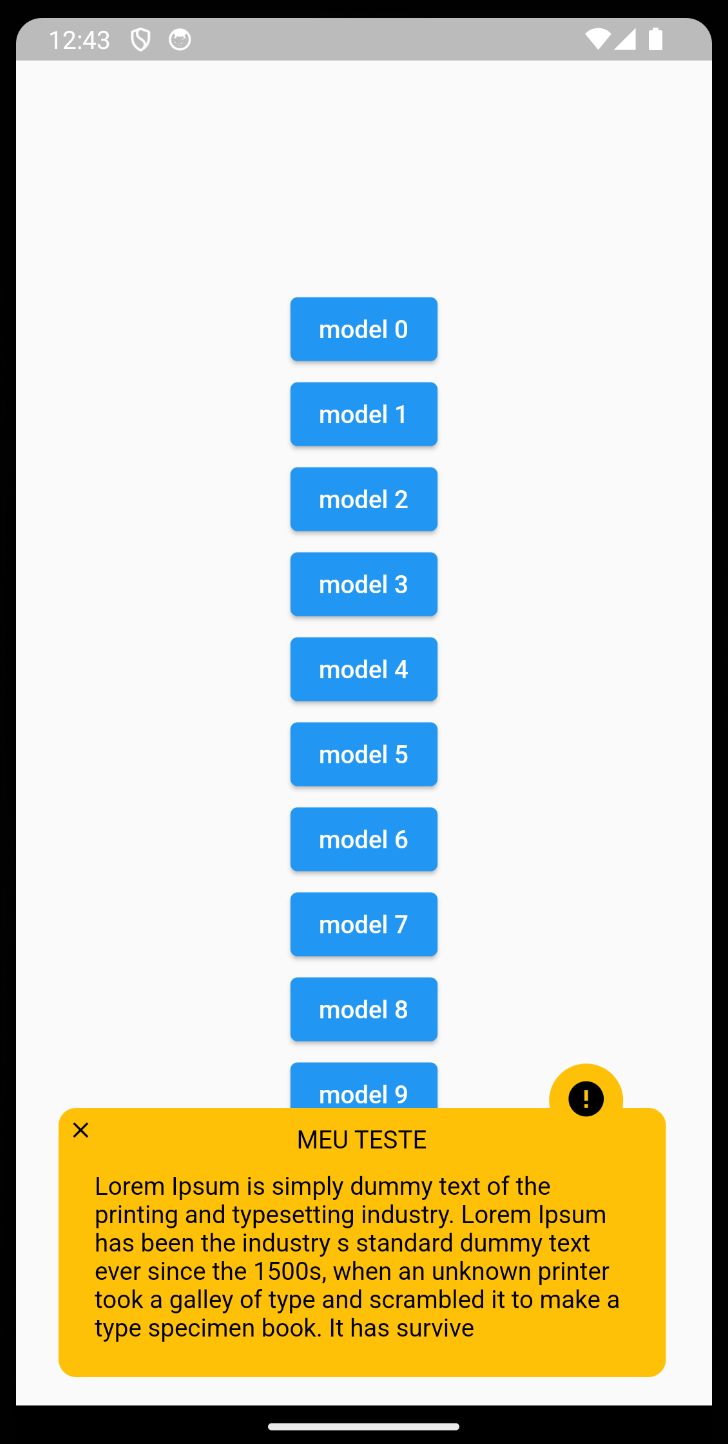 12:43
model 0
model 1
model 2
model 3
model 4
model 5
model 6
model 7
model 8
model 9
MEU TESTE
Lorem Ipsum is simply dummy text of the
printing and typesetting industry. Lorem Ipsum
has been the industry s standard dummy text
ever since the 1500s, when an unknown printer
took a galley of type and scrambled it to make a
type specimen book. It has survive